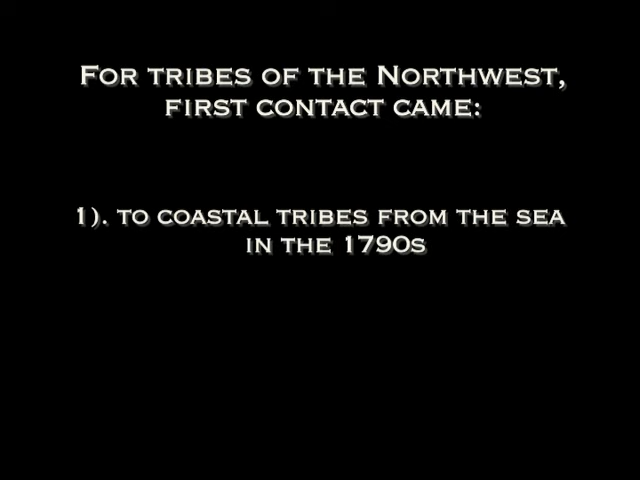 For tribes of the Northwest,
first contact came:
1). to coastal tribes from the sea
in the 1790s